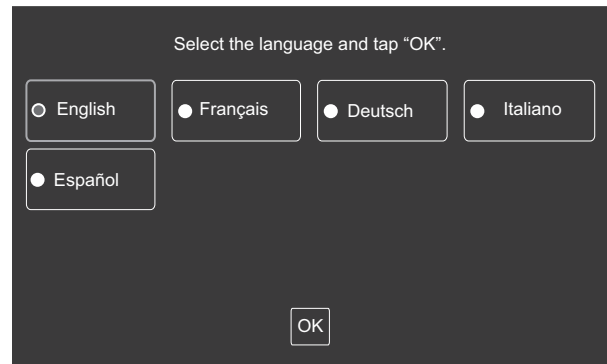 Select the language and tap “OK”.
English Français Deutsch Italiano
Español
OK